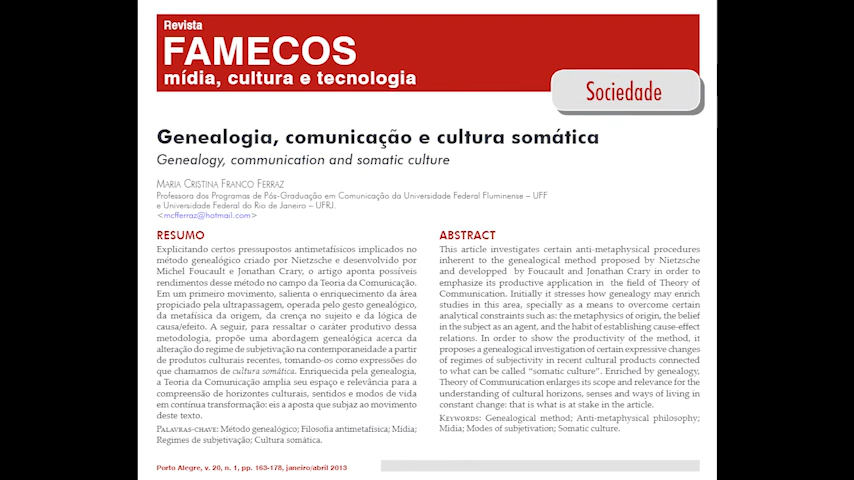 Revista
FAMECOS
mídia, cultura e tecnologia
Sociedade
Genealogia, comunicação e cultura somática
Genealogy, communication and somatic culture
Maria Cristina Franco Ferraz
Professora dos Programas de Pós-Graduação em Comunicação da Universidade Federal Fluminense – UFF
e Universidade Federal do Rio de Janeiro – UFRJ.
<mcfferraz@hotmail.com>
RESUMO
Explicitando certos pressupostos antimetafísicos implicados no
método genealógico criado por Nietzsche e desenvolvido por
Michel Foucault e Jonathan Crary, o artigo aponta possíveis
rendimentos desse método no campo da Teoria da Comunicação.
Em um primeiro movimento, salienta o enriquecimento da área
propiciado pela ultrapassagem, operada pelo gesto genealógico,
da metafísica da origem, da crença no sujeito e da lógica de
causa/efeito. A seguir, para ressaltar o caráter produtivo dessa
metodologia, propõe uma abordagem genealógica acerca da
alteração do regime de subjetivação na contemporaneidade a partir
de produtos culturais recentes, tomando-os como expressões do
que chamamos de cultura somática. Enriquecida pela genealogia,
a Teoria da Comunicação amplia seu espaço e relevância para a
compreensão de horizontes culturais, sentidos e modos de vida
em contínua transformação: eis a aposta que subjaz ao movimento
deste texto.
Palavras-chave: Método genealógico; Filosofia antimetafísica; Mídia;
Regimes de subjetivação; Cultura somática.
ABSTRACT
This article investigates certain anti-metaphysical procedures
inherent to the genealogical method proposed by Nietzsche
and developped by Foucault and Jonathan Crary in order to
emphasize its productive application in the field of Theory of
Communication. Initially it stresses how genealogy may enrich
studies in this area, specially as a means to overcome certain
analytical constraints such as: the metaphysics of origin, the belief
in the subject as an agent, and the habit of establishing cause-effect
relations. In order to show the productivity of the method, it
proposes a genealogical investigation of certain expressive changes
of regimes of subjetivation in recent cultural products connected
to what can be called "somatic culture". Enriched by genealogy,
Theory of Communication enlarges its scope and relevance for the
understanding of cultural horizons, senses and ways of living in
constant change: that is what is at stake in the article.
Keywords: Genealogical method; Anti-metaphysical philosophy;
Midia; Modes of subjetivation; Somatic culture.
Porto Alegre, v. 20, n. 1, pp. 163-178, janeiro/abril 2013